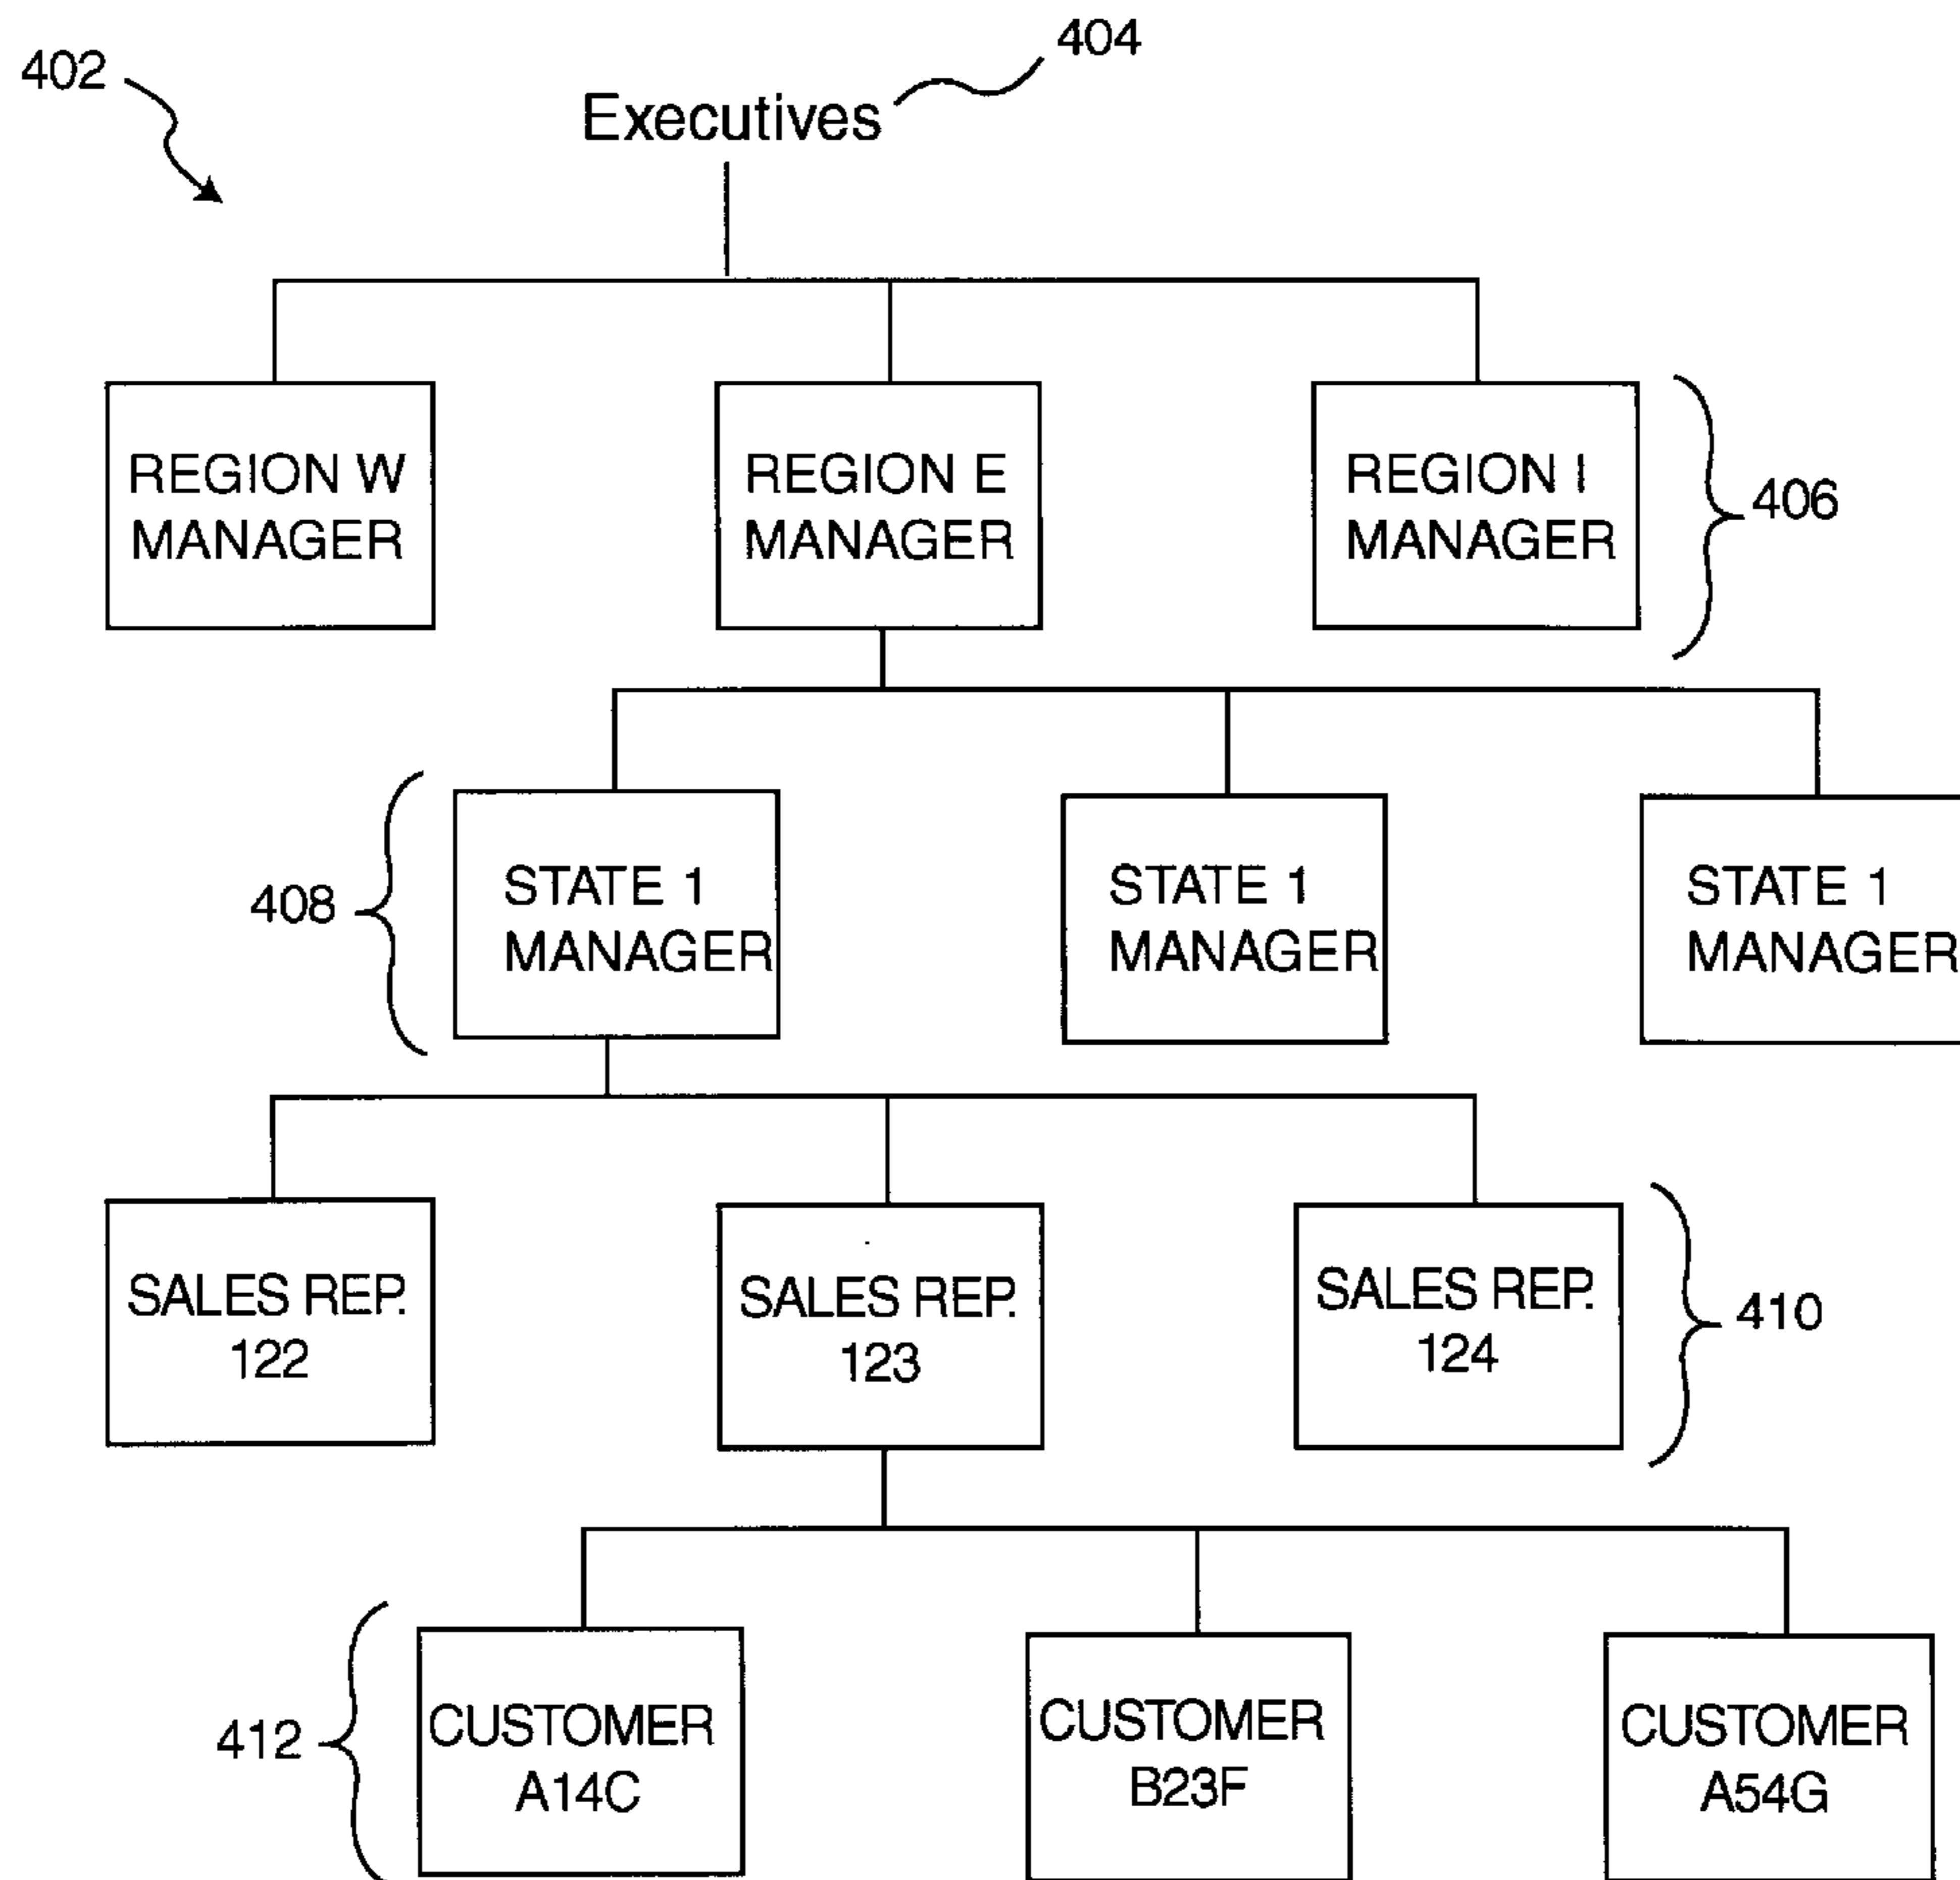 404
402
Executives
REGION W
MANAGER
REGION E
MANAGER
REGION I
MANAGER
406
408
STATE 1
MANAGER
STATE 1
MANAGER
STATE 1
MANAGER
SALES REP.
122
SALES REP.
123
SALES REP.
124
410
412
CUSTOMER
A14C
CUSTOMER
B23F
CUSTOMER
A54G